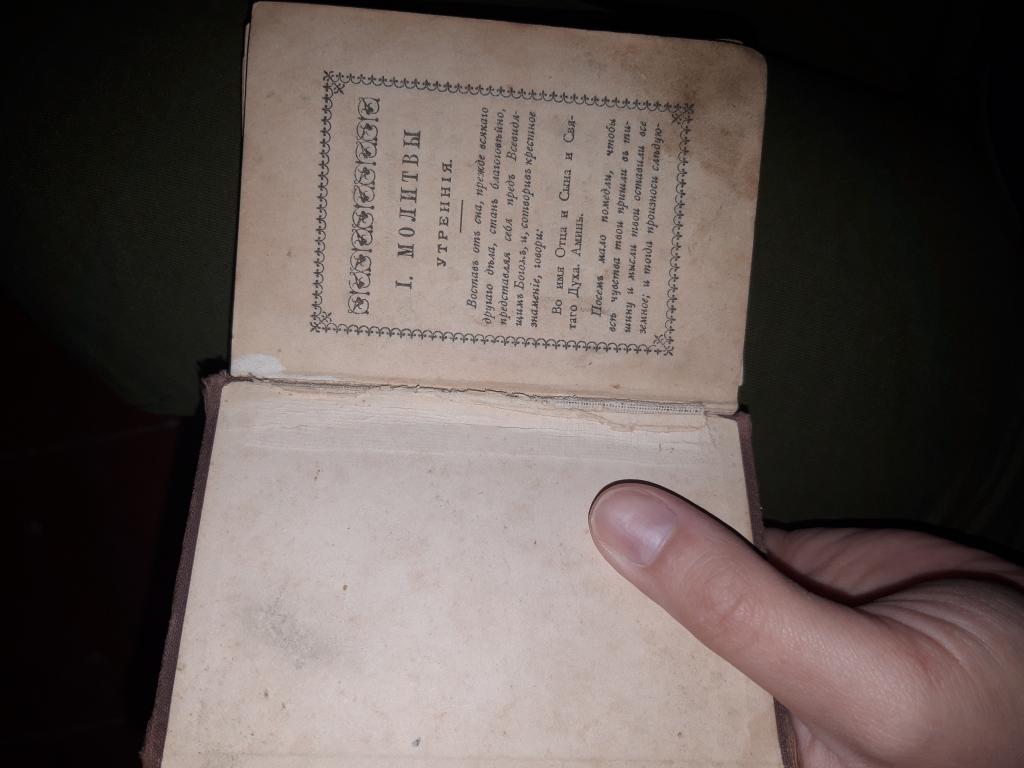 I. МОЛИТВЫ
УТРЕННІЯ.
Возставъ отъ сна, прежде всякаго
другаго дѣла, стань благоговѣйно,
представляя себя предъ Всевидя-
щимъ Богомъ, и, сотворивъ крестное
знаменіе, говори:
Во имя Отца и Сына и Свя-
таго Духа. Аминь.
Посемъ мало помедли, чтобы
всѣ чувства твои пришли въ ти-
шину и мысли твои оставили все
земное; и тогда произноси слѣдую-